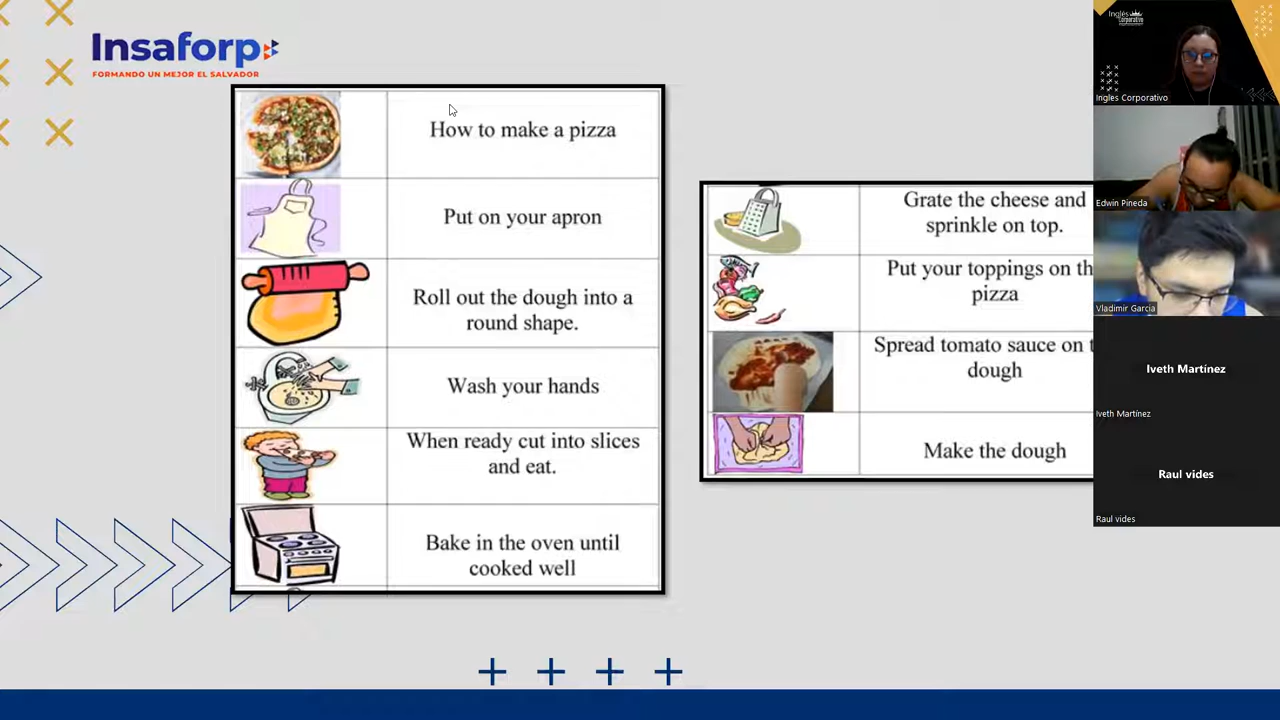 Insaforp
FORMANDO UN MEJOR EL SALVADOR
How to make a pizza
Put on your apron
Roll out the dough into a
round shape.
Wash your hands
When ready cut into slices
and eat.
Bake in the oven until
cooked well
Grate the cheese and
sprinkle on top.
Put your toppings on th
pizza
Spread tomato sauce on t
dough
Make the dough
Inglés
Corporativo
Ingles Corporativo
Edwin Pineda
Vladimir Garcia
Iveth Martínez
Iveth Martínez
Raul vides
Raul vides